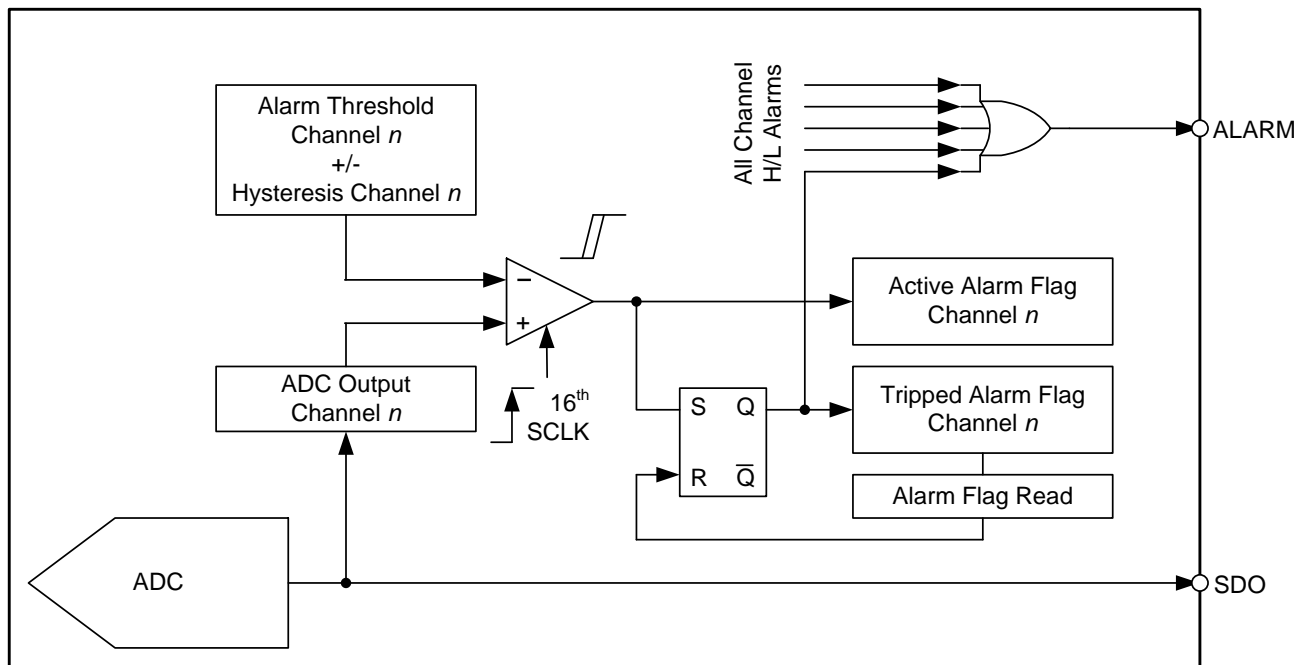 Alarm Threshold
Channel n
+/-
Hysteresis Channel n
All Channel
H/L Alarms
ALARM
−
+
Active Alarm Flag
Channel n
ADC Output
Channel n
16th
SCLK
S Q
R Q̅
Tripped Alarm Flag
Channel n
Alarm Flag Read
ADC
SDO